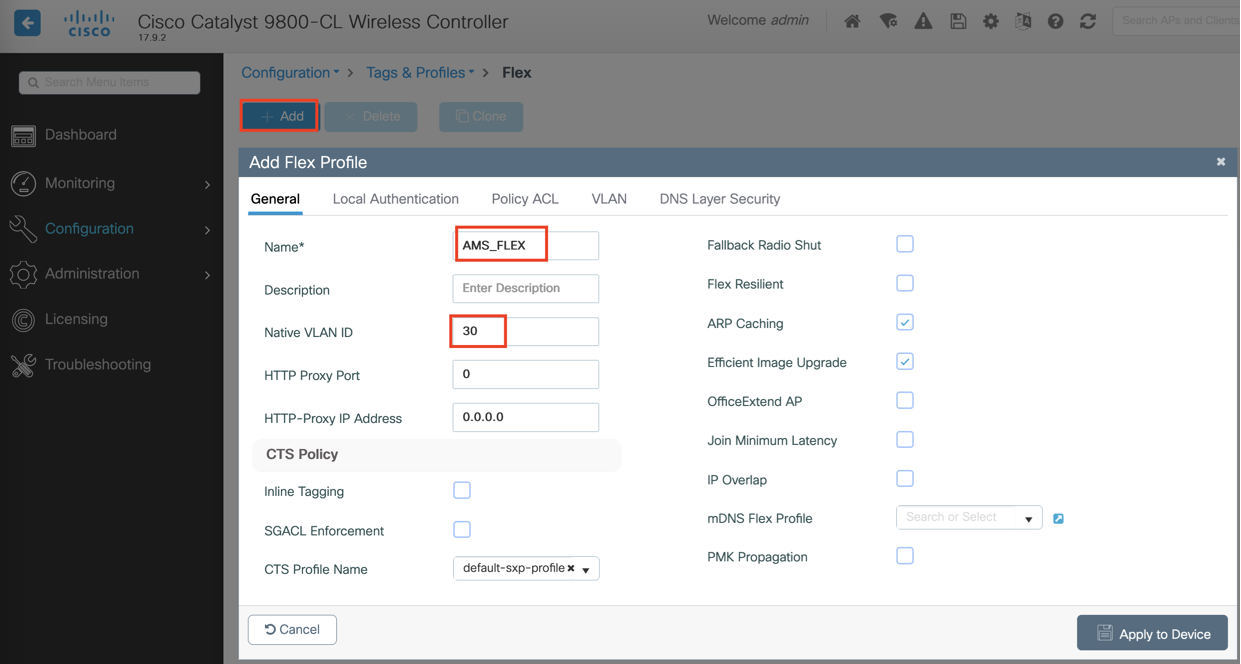 Cisco Catalyst 9800-CL Wireless Controller
CISCO
17.9.2
Welcome admin
Search APs and Clients
Search Menu Items
Dashboard
Monitoring
Configuration
Administration
Licensing
Troubleshooting
Configuration > Tags & Profiles > Flex
+ Add
× Delete
Clone
Add Flex Profile
General Local Authentication Policy ACL VLAN DNS Layer Security
Name* AMS_FLEX
Description Enter Description
Native VLAN ID 30
HTTP Proxy Port 0
HTTP-Proxy IP Address 0.0.0.0
CTS Policy
Inline Tagging
SGACL Enforcement
CTS Profile Name default-sxp-profile
Fallback Radio Shut
Flex Resilient
ARP Caching
Efficient Image Upgrade
OfficeExtend AP
Join Minimum Latency
IP Overlap
mDNS Flex Profile Search or Select
PMK Propagation
Cancel
Apply to Device